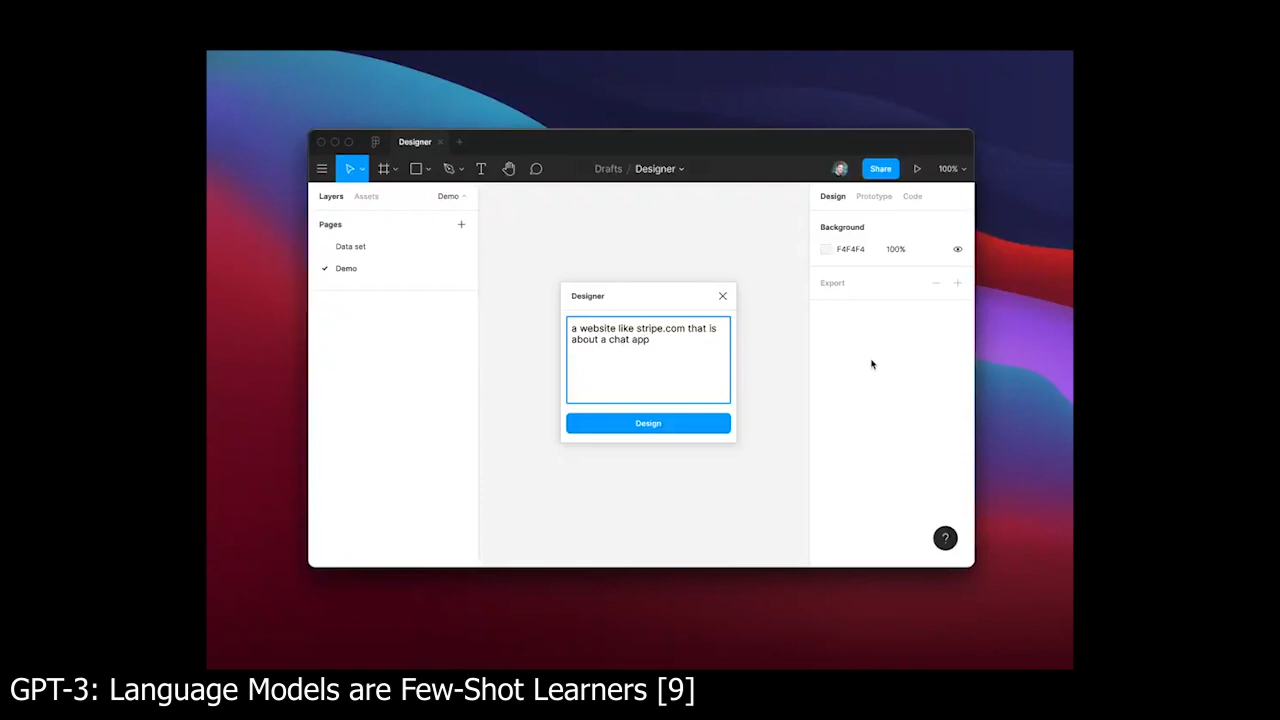 Designer
Drafts / Designer
Share
100%
Layers
Assets
Demo
Pages
Data set
Demo
Designer
a website like stripe.com that is
about a chat app
Design
Design
Prototype
Code
Background
F4F4F4
100%
Export
?
GPT-3: Language Models are Few-Shot Learners [9]